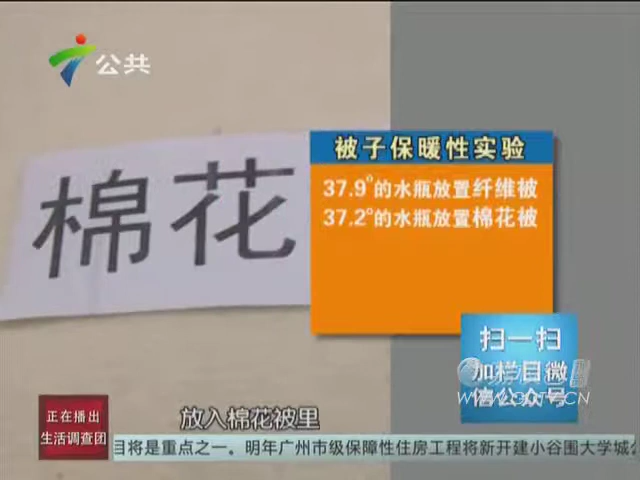 公共
棉花
被子保暖性实验
37.9°的水瓶放置纤维被
37.2°的水瓶放置棉花被
扫一扫
加栏目微
信公众号
放入棉花被里
正在播出
生活调查团
目将是重点之一。明年广州市级保障性住房工程将新开建小谷围大学城